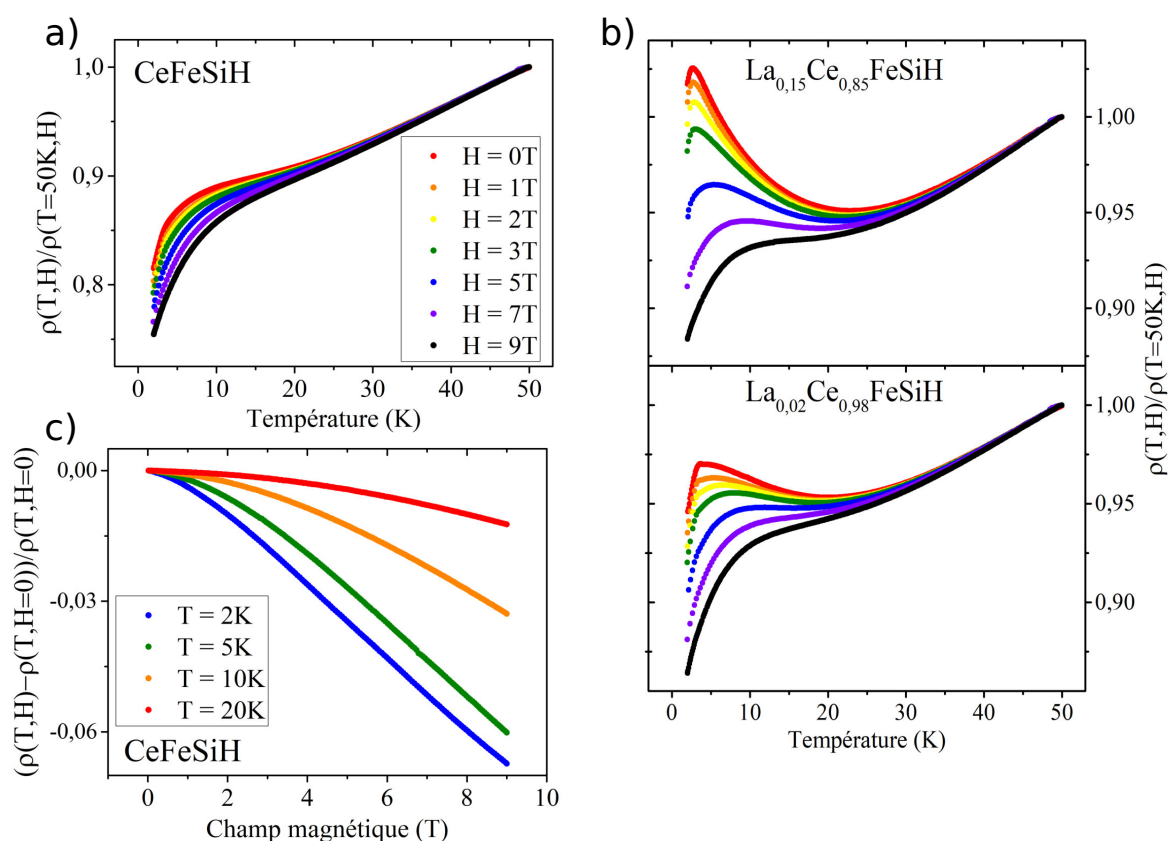 a)
CeFeSiH
1,0
0,9
0,8
ρ(T,H)/ρ(T=50K,H)
H = 0T
H = 1T
H = 2T
H = 3T
H = 5T
H = 7T
H = 9T
0 10 20 30 40 50
Température (K)
b)
La0,15Ce0,85FeSiH
1,00
0,95
0,90
La0,02Ce0,98FeSiH
1,00
0,95
0,90
ρ(T,H)/ρ(T=50K,H)
0 10 20 30 40 50
Température (K)
c)
0,00
-0,03
-0,06
(ρ(T,H)−ρ(T,H=0))/ρ(T,H=0)
T = 2K
T = 5K
T = 10K
T = 20K
CeFeSiH
0 2 4 6 8 10
Champ magnétique (T)